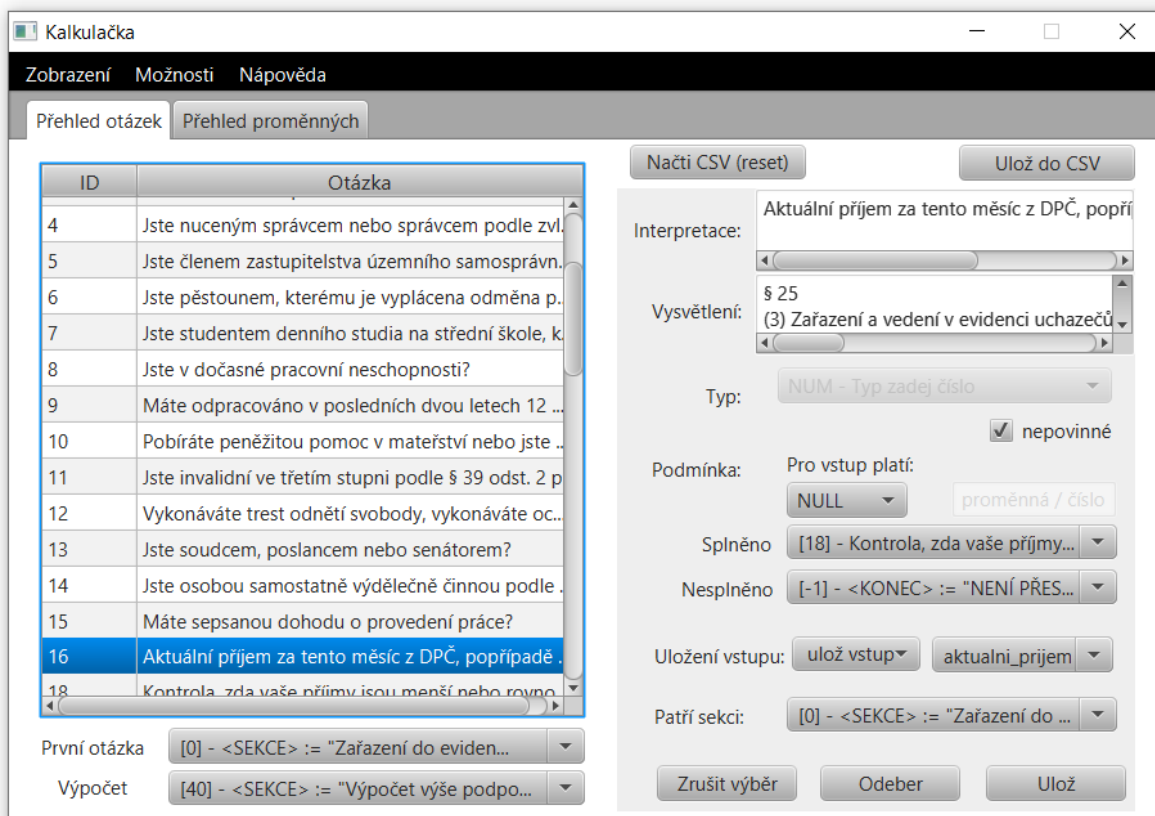 Kalkulačka
Zobrazení Možnosti Nápověda
Přehled otázek Přehled proměnných
Načti CSV (reset) Ulož do CSV
ID Otázka
4 Jste nuceným správcem nebo správcem podle zvl.
5 Jste členem zastupitelstva územního samosprávn.
6 Jste pěstounem, kterému je vyplácena odměna p..
7 Jste studentem denního studia na střední škole, k.
8 Jste v dočasné pracovní neschopnosti?
9 Máte odpracováno v posledních dvou letech 12 ...
10 Pobíráte peněžitou pomoc v mateřství nebo jste ..
11 Jste invalidní ve třetím stupni podle § 39 odst. 2 p
12 Vykonáváte trest odnětí svobody, vykonáváte oc...
13 Jste soudcem, poslancem nebo senátorem?
14 Jste osobou samostatně výdělečně činnou podle .
15 Máte sepsanou dohodu o provedení práce?
16 Aktuální příjem za tento měsíc z DPČ, popřípadě .
18 Kontrola, zda vaše příjmy jsou menší nebo rovno
První otázka [0] - <SEKCE> := "Zařazení do eviden...
Výpočet [40] - <SEKCE> := "Výpočet výše podpo...
Interpretace: Aktuální příjem za tento měsíc z DPČ, popří
Vysvětlení: § 25
(3) Zařazení a vedení v evidenci uchazečů
Typ: NUM - Typ zadej číslo
nepovinné
Podmínka: Pro vstup platí:
NULL proměnná / číslo
Splněno [18] - Kontrola, zda vaše příjmy...
Nesplněno [-1] - <KONEC> := "NENÍ PŘES...
Uložení vstupu: ulož vstup aktualni_prijem
Patří sekci: [0] - <SEKCE> := "Zařazení do ...
Zrušit výběr Odeber Ulož